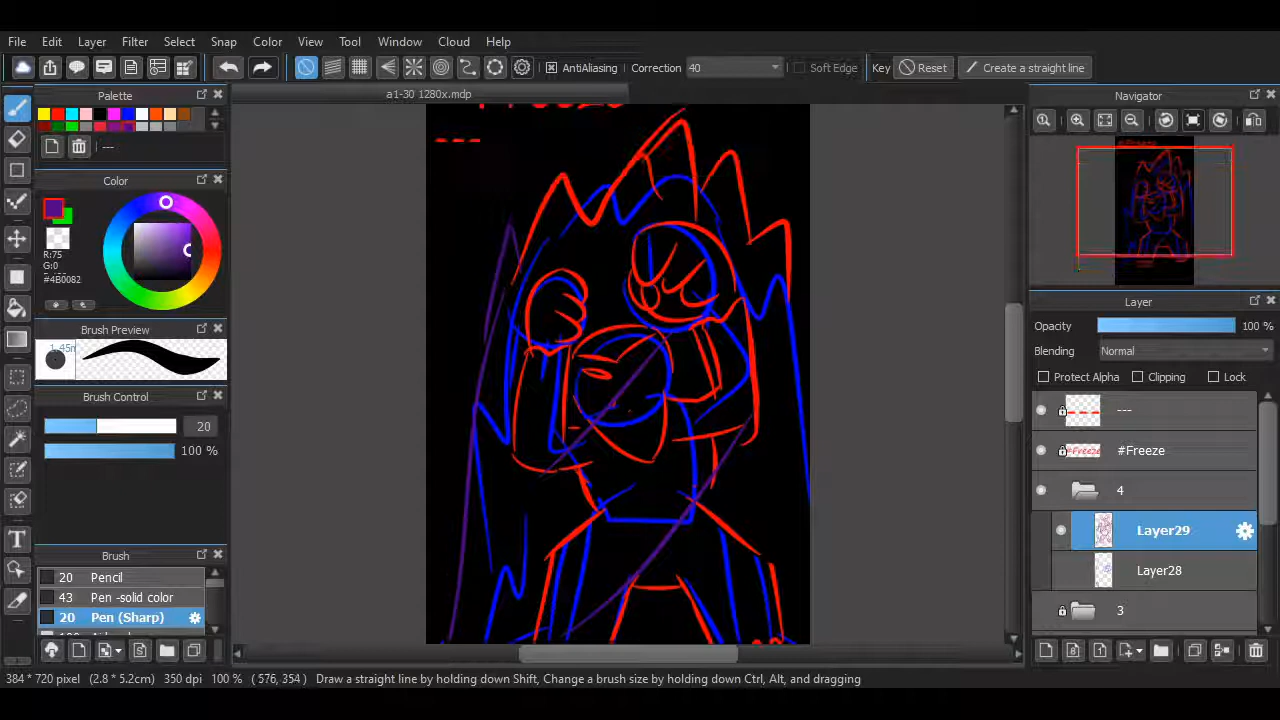 File Edit Layer Filter Select Snap Color View Tool Window Cloud Help
AntiAliasing Correction 40 Soft Edge Key Reset Create a straight line
Palette
a1-30 1280x.mdp
Navigator
---
Color
R:75
G:0
#4B0082
Brush Preview
Brush Control
20
100 %
Brush
20 Pencil
43 Pen -solid color
20 Pen (Sharp)
Layer
Opacity 100 %
Blending Normal
Protect Alpha Clipping Lock
---
#Freeze
4
Layer29
Layer28
3
384 * 720 pixel (2.8 * 5.2cm) 350 dpi 100 % ( 576, 354 ) Draw a straight line by holding down Shift, Change a brush size by holding down Ctrl, Alt, and dragging